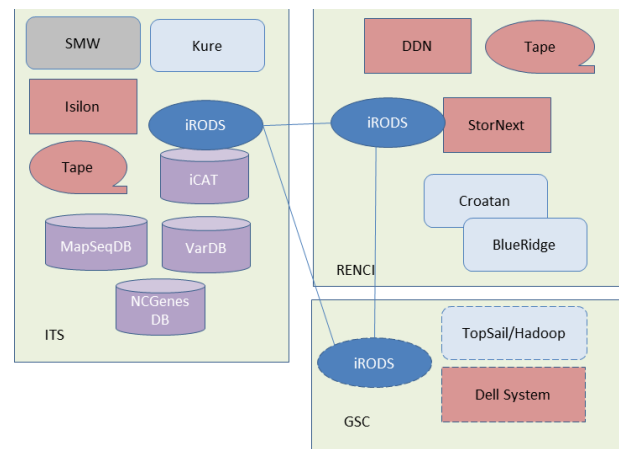 SMW
Kure
Isilon
iRODS
Tape
iCAT
MapSeqDB
VarDB
NCGenes
DB
ITS
DDN
Tape
iRODS
StorNext
Croatan
BlueRidge
RENCI
TopSail/Hadoop
iRODS
Dell System
GSC